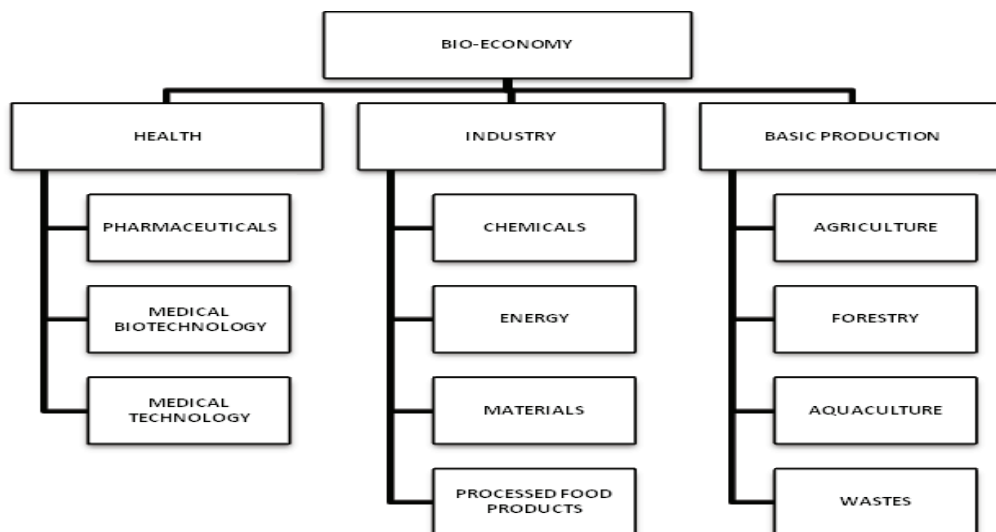 BIO-ECONOMY
HEALTH
PHARMACEUTICALS
MEDICAL
BIOTECHNOLOGY
MEDICAL
TECHNOLOGY
INDUSTRY
CHEMICALS
ENERGY
MATERIALS
PROCESSED FOOD
PRODUCTS
BASIC PRODUCTION
AGRICULTURE
FORESTRY
AQUACULTURE
WASTES